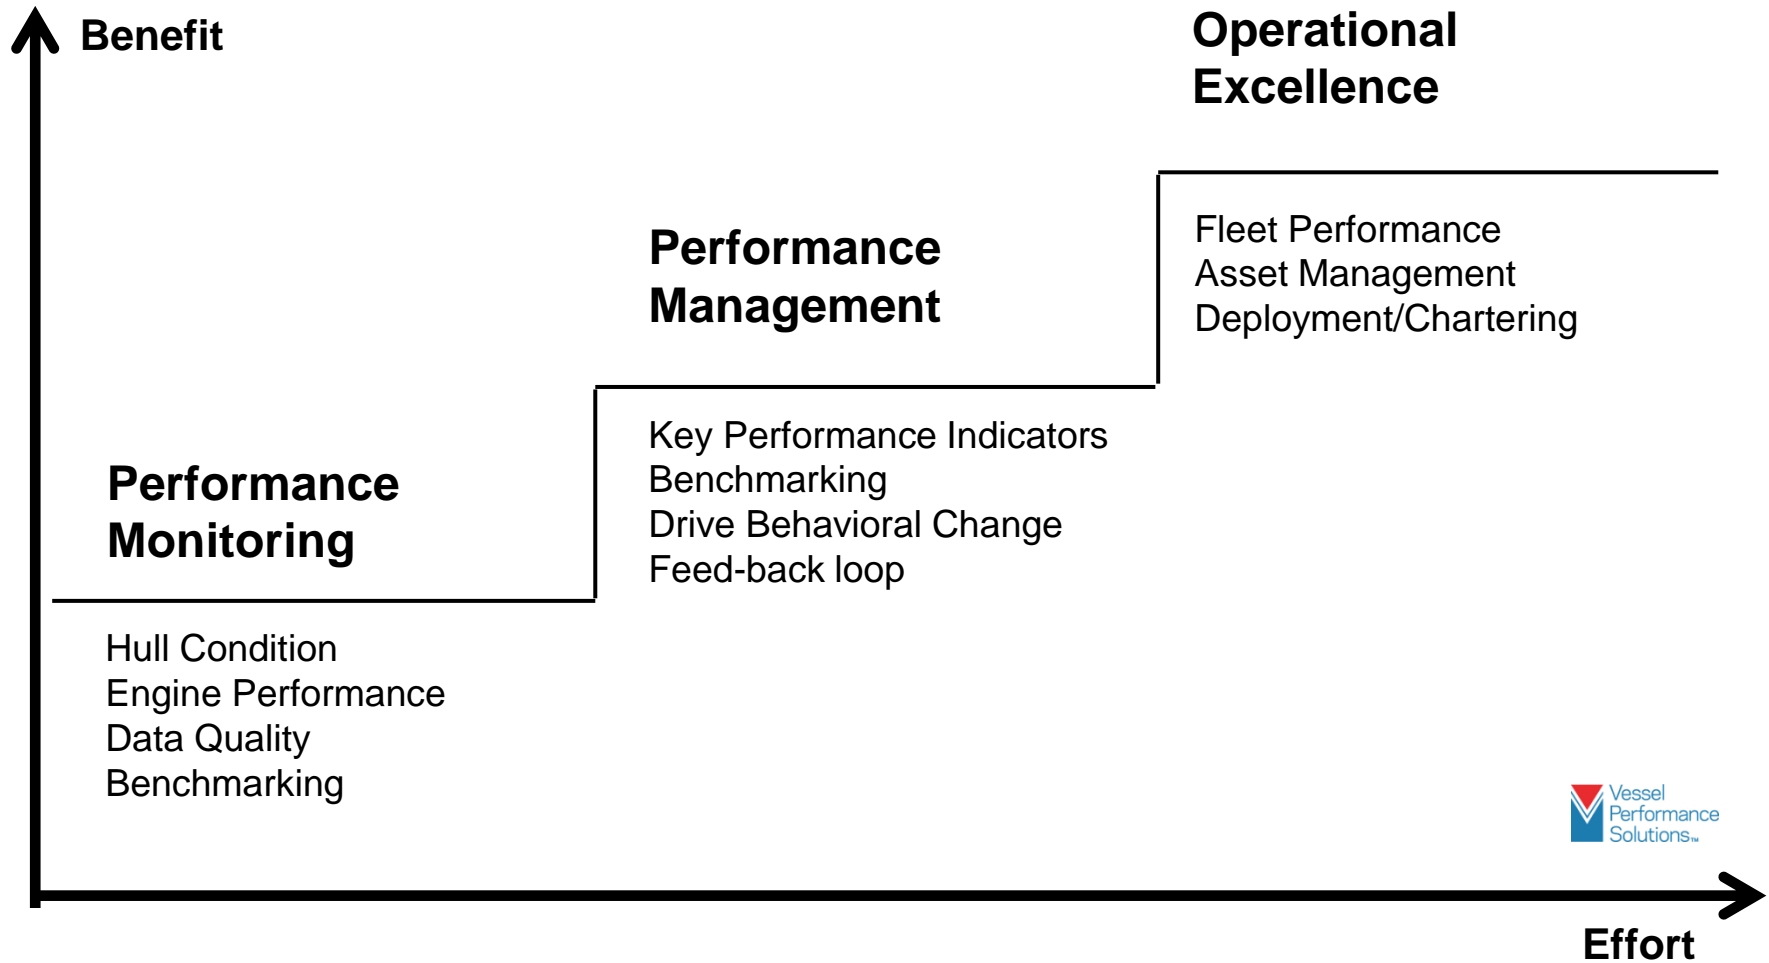 Benefit
Operational
Excellence
Fleet Performance
Asset Management
Deployment/Chartering
Performance
Management
Key Performance Indicators
Benchmarking
Drive Behavioral Change
Feed-back loop
Performance
Monitoring
Hull Condition
Engine Performance
Data Quality
Benchmarking
Vessel
Performance
Solutions™
Effort